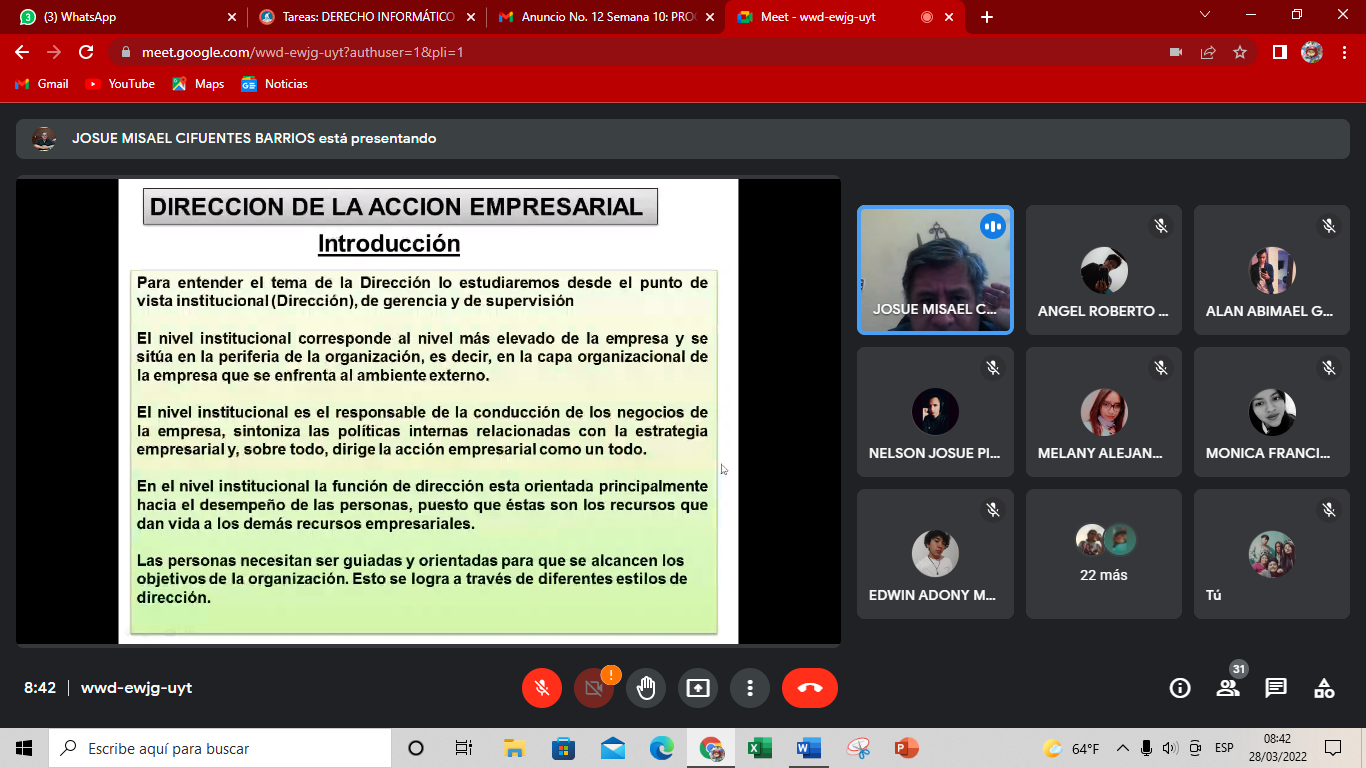 (3) WhatsApp
Tareas: DERECHO INFORMÁTICO
Anuncio No. 12 Semana 10: PRO
Meet - wwd-ewjg-uyt
meet.google.com/wwd-ewjg-uyt?authuser=1&pli=1
Gmail
YouTube
Maps
Noticias
JOSUE MISAEL CIFUENTES BARRIOS está presentando
DIRECCION DE LA ACCION EMPRESARIAL
Introducción
Para entender el tema de la Dirección lo estudiaremos desde el punto de
vista institucional (Dirección), de gerencia y de supervisión
El nivel institucional corresponde al nivel más elevado de la empresa y se
sitúa en la periferia de la organización, es decir, en la capa organizacional de
la empresa que se enfrenta al ambiente externo.
El nivel institucional es el responsable de la conducción de los negocios de
la empresa, sintoniza las políticas internas relacionadas con la estrategia
empresarial y, sobre todo, dirige la acción empresarial como un todo.
En el nivel institucional la función de dirección esta orientada principalmente
hacia el desempeño de las personas, puesto que éstas son los recursos que
dan vida a los demás recursos empresariales.
Las personas necesitan ser guiadas y orientadas para que se alcancen los
objetivos de la organización. Esto se logra a través de diferentes estilos de
dirección.
JOSUE MISAEL C...
ANGEL ROBERTO ...
ALAN ABIMAEL G...
NELSON JOSUE PI...
MELANY ALEJAN...
MONICA FRANCI...
EDWIN ADONY M...
22 más
Tú
8:42 | wwd-ewjg-uyt
31
Escribe aquí para buscar
64°F
ESP
08:42
28/03/2022